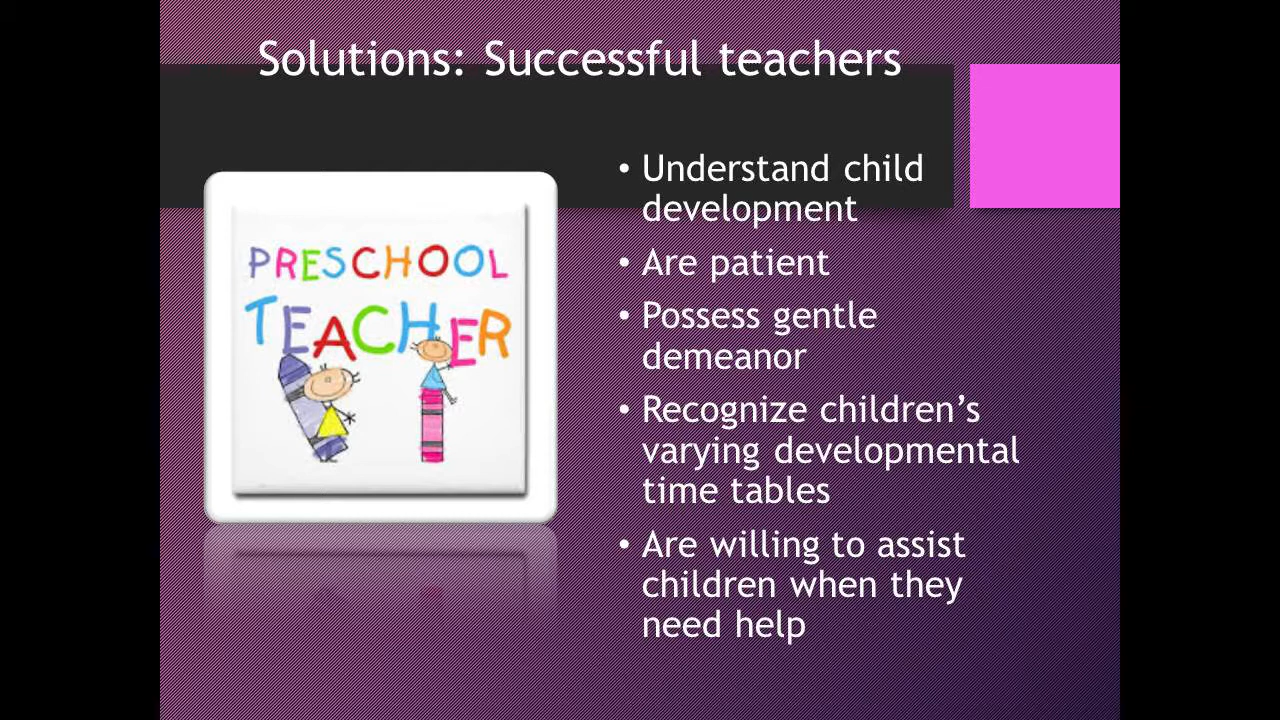 Solutions: Successful teachers
PRESCHOOL
TEACHER
• Understand child
development
• Are patient
• Possess gentle
demeanor
• Recognize children’s
varying developmental
time tables
• Are willing to assist
children when they
need help